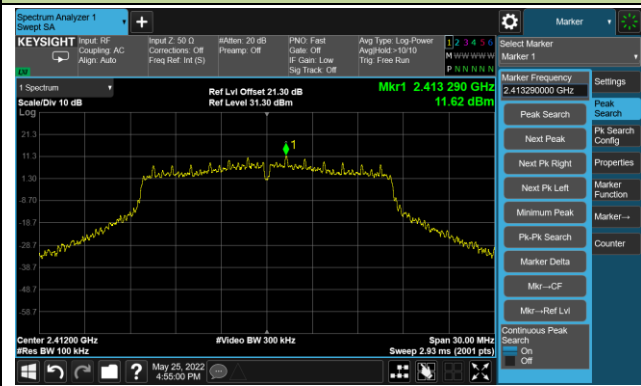 Spectrum Analyzer 1
Swept SA
Marker
KEYSIGHT
Input: RF
Coupling: AC
Align: Auto
Input Z: 50 Ω
Corrections: Off
Freq Ref: Int (S)
#Atten: 20 dB
Preamp: Off
PNO: Fast
Gate: Off
IF Gain: Low
Sig Track: Off
Avg Type: Log-Power
Avg|Hold:>10/10
Trig: Free Run
1 2 3 4 5 6
M W W W W W
P N N N N N
LXI
Select Marker
Marker 1
1 Spectrum
Scale/Div 10 dB
Log
Ref Lvl Offset 21.30 dB
Ref Level 31.30 dBm
Mkr1 2.413 290 GHz
11.62 dBm
21.3
11.3
1.30
-8.70
-18.7
-28.7
-38.7
-48.7
-58.7
1
Center 2.41200 GHz
#Res BW 100 kHz
#Video BW 300 kHz
Span 30.00 MHz
Sweep 2.93 ms (2001 pts)
Marker Frequency
2.413290000 GHz
Peak Search
Next Peak
Next Pk Right
Next Pk Left
Minimum Peak
Pk-Pk Search
Marker Delta
Mkr→CF
Mkr→Ref Lvl
Continuous Peak
Search
On
Off
Settings
Peak
Search
Pk Search
Config
Properties
Marker
Function
Marker→
Counter
May 25, 2022
4:55:00 PM